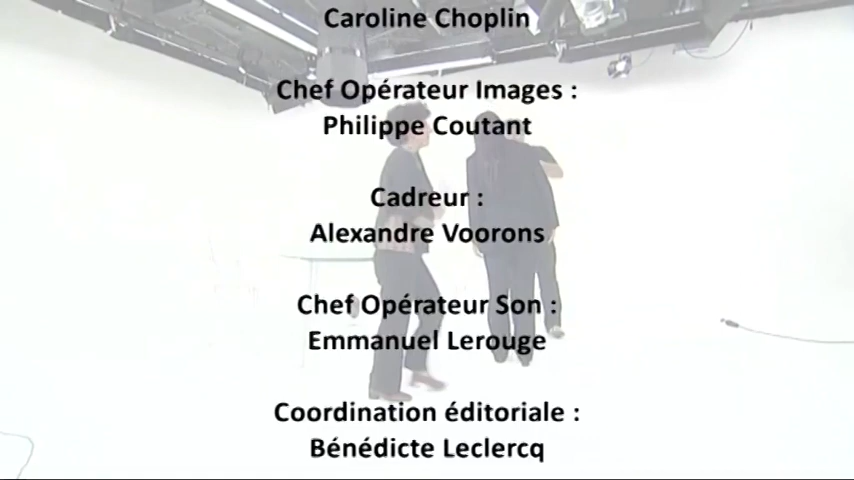 Caroline Choplin
Chef Opérateur Images :
Philippe Coutant
Cadreur :
Alexandre Voorons
Chef Opérateur Son :
Emmanuel Lerouge
Coordination éditoriale :
Bénédicte Leclercq